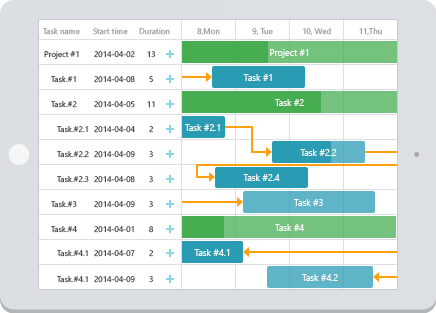 Task name Start time Duration 8,Mon 9, Tue 10, Wed 11,Thu
Project #1 2014-04-02 13 + Project #1
Task.#1 2014-04-08 5 + Task #1
Task.#2 2014-04-05 11 + Task #2
Task.#2.1 2014-04-04 2 + Task #2.1
Task.#2.2 2014-04-09 3 + Task #2.2
Task.#2.3 2014-04-08 3 + Task #2.4
Task.#3 2014-04-09 3 + Task #3
Task.#4 2014-04-01 8 + Task #4
Task.#4.1 2014-04-07 2 + Task #4.1
Task.#4.1 2014-04-09 3 + Task #4.2